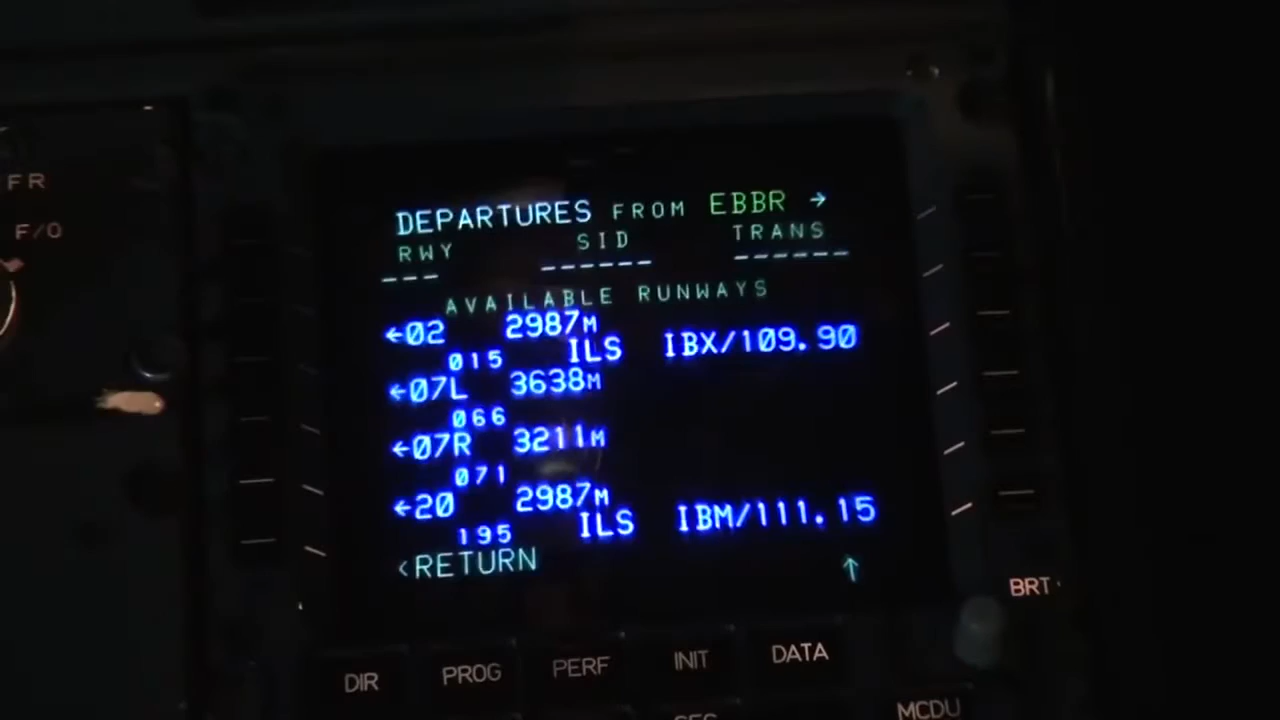 FR
F/O
DEPARTURES FROM EBBR →
RWY SID TRANS
--- ------ ------
AVAILABLE RUNWAYS
←02 2987M
015 ILS IBX/109.90
←07L 3638M
066
←07R 3211M
071
←20 2987M
195 ILS IBM/111.15
<RETURN ↑
BRT
DIR PROG PERF INIT DATA
MCDU